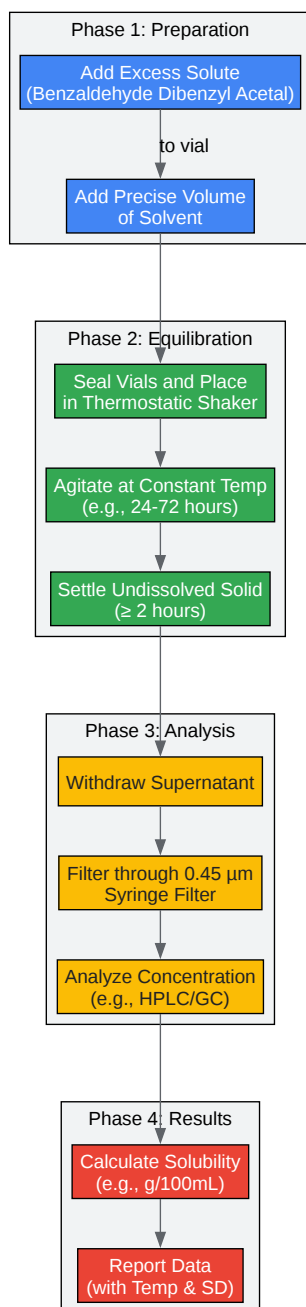 Phase 1: Preparation
Add Excess Solute
(Benzaldehyde Dibenzyl Acetal)
to vial
Add Precise Volume
of Solvent
Phase 2: Equilibration
Seal Vials and Place
in Thermostatic Shaker
Agitate at Constant Temp
(e.g., 24-72 hours)
Settle Undissolved Solid
(≥ 2 hours)
Phase 3: Analysis
Withdraw Supernatant
Filter through 0.45 µm
Syringe Filter
Analyze Concentration
(e.g., HPLC/GC)
Phase 4: Results
Calculate Solubility
(e.g., g/100mL)
Report Data
(with Temp & SD)